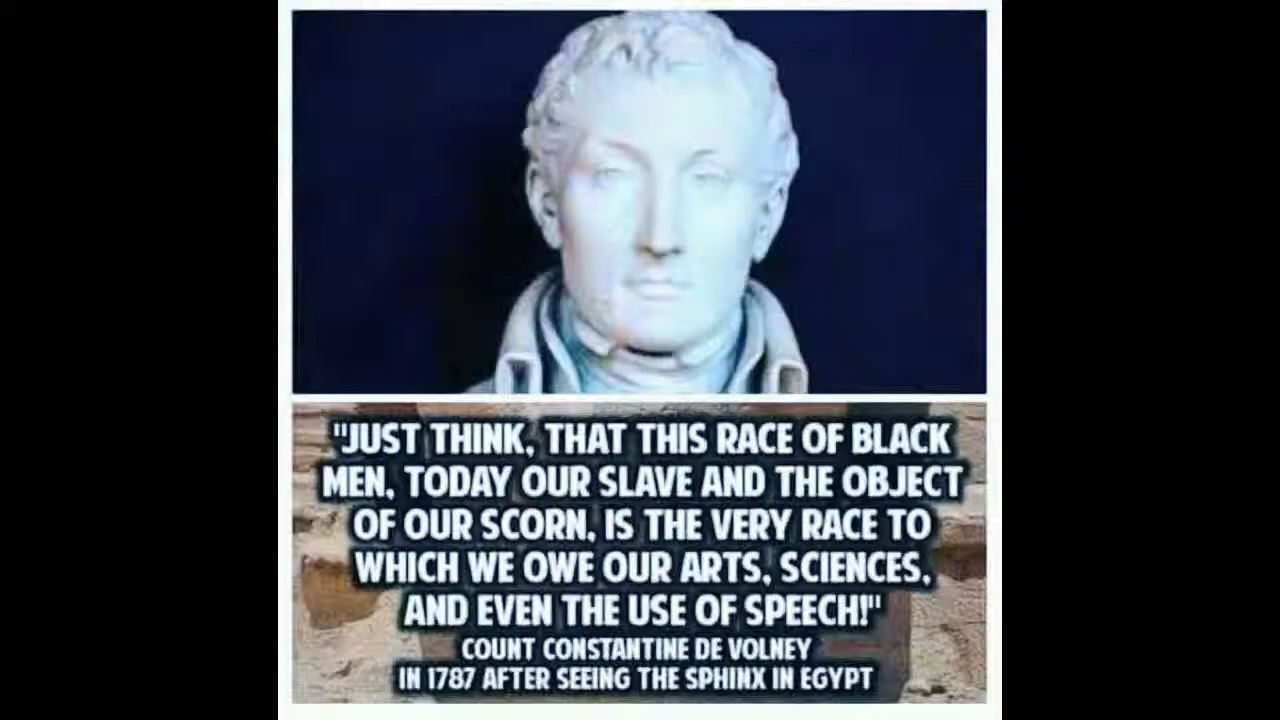 "JUST THINK, THAT THIS RACE OF BLACK
MEN, TODAY OUR SLAVE AND THE OBJECT
OF OUR SCORN, IS THE VERY RACE TO
WHICH WE OWE OUR ARTS, SCIENCES,
AND EVEN THE USE OF SPEECH!"
COUNT CONSTANTINE DE VOLNEY
IN 1787 AFTER SEEING THE SPHINX IN EGYPT